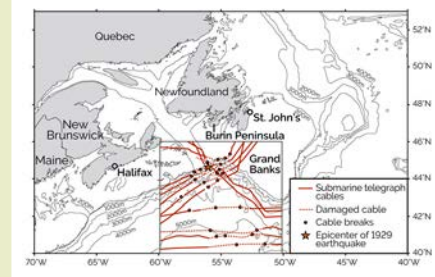 Quebec
52°N
50°N
Newfoundland
St. John's
48°N
New
Brunswick
Burin Peninsula
Maine
Halifax
Grand
Banks
46°N
44°N
42°N
40°N
Submarine telegraph
cables
Damaged cable
Cable breaks
Epicenter of 1929
earthquake
70°W
65°W
60°W
55°W
50°W
45°W
40°W